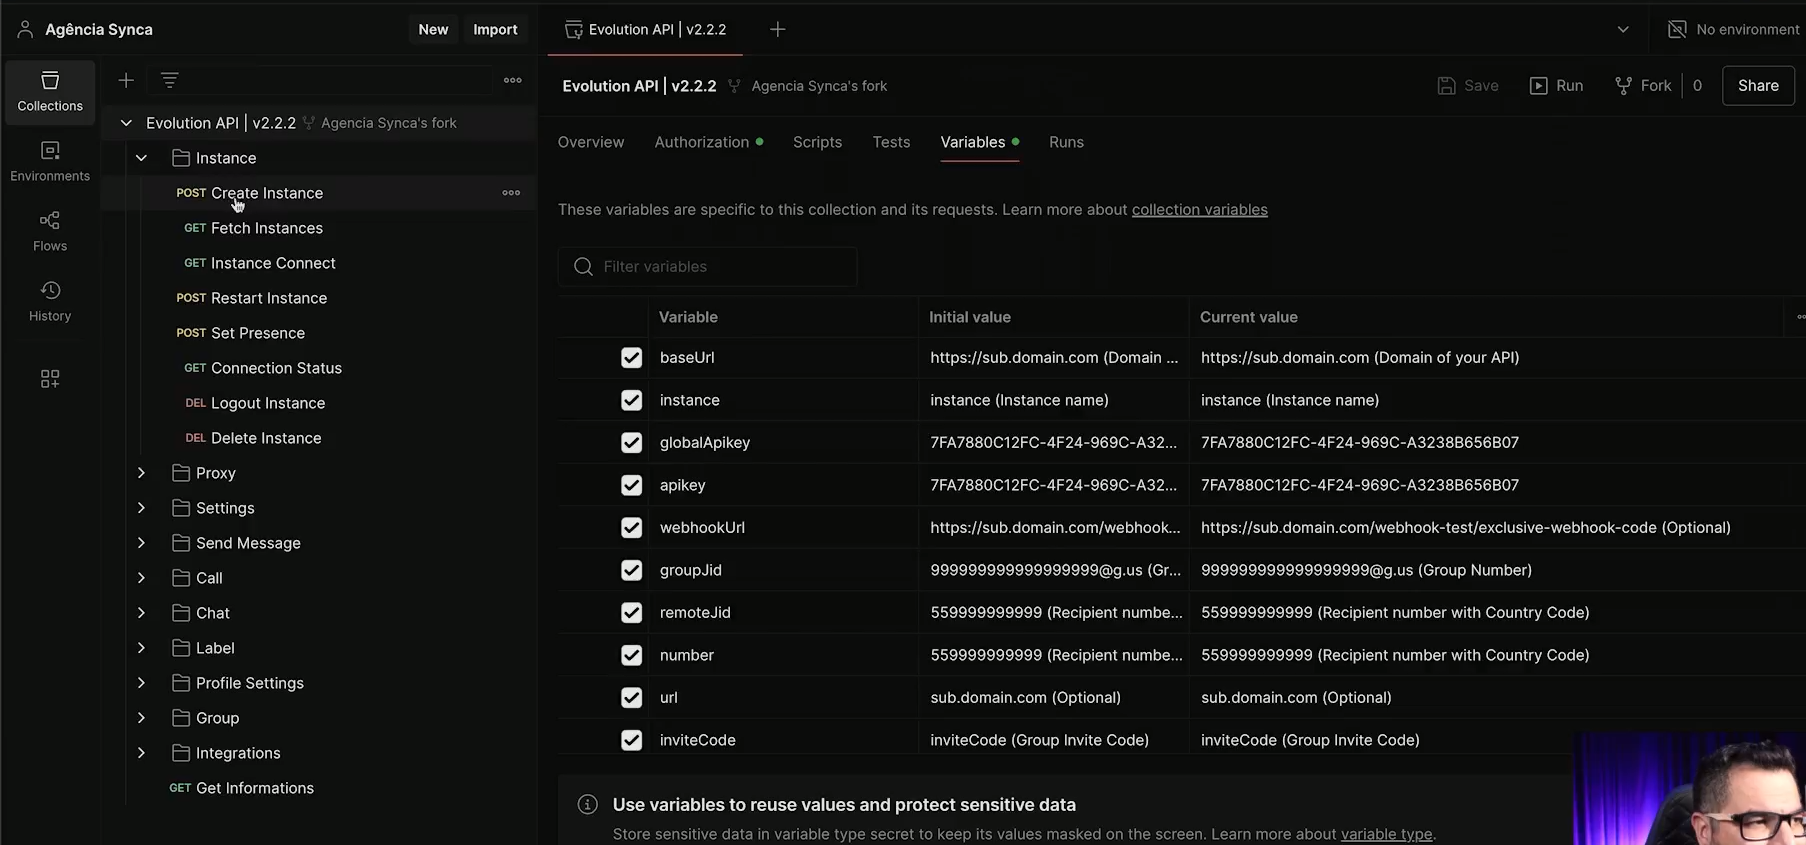 Agência Synca
New
Import
Evolution API | v2.2.2
No environment
Collections
Environments
Flows
History
Evolution API | v2.2.2 Agencia Synca's fork
Instance
POST Create Instance
GET Fetch Instances
GET Instance Connect
POST Restart Instance
POST Set Presence
GET Connection Status
DEL Logout Instance
DEL Delete Instance
Proxy
Settings
Send Message
Call
Chat
Label
Profile Settings
Group
Integrations
GET Get Informations
Evolution API | v2.2.2 Agencia Synca's fork
Save Run Fork 0 Share
Overview Authorization Scripts Tests Variables Runs
These variables are specific to this collection and its requests. Learn more about collection variables
Filter variables
Variable Initial value Current value
baseUrl https://sub.domain.com (Domain ... https://sub.domain.com (Domain of your API)
instance instance (Instance name) instance (Instance name)
globalApikey 7FA7880C12FC-4F24-969C-A32... 7FA7880C12FC-4F24-969C-A3238B656B07
apikey 7FA7880C12FC-4F24-969C-A32... 7FA7880C12FC-4F24-969C-A3238B656B07
webhookUrl https://sub.domain.com/webhook... https://sub.domain.com/webhook-test/exclusive-webhook-code (Optional)
groupJid 999999999999999999@g.us (Gr... 999999999999999999@g.us (Group Number)
remoteJid 559999999999 (Recipient numbe... 559999999999 (Recipient number with Country Code)
number 559999999999 (Recipient numbe... 559999999999 (Recipient number with Country Code)
url sub.domain.com (Optional) sub.domain.com (Optional)
inviteCode inviteCode (Group Invite Code) inviteCode (Group Invite Code)
Use variables to reuse values and protect sensitive data
Store sensitive data in variable type secret to keep its values masked on the screen. Learn more about variable type.